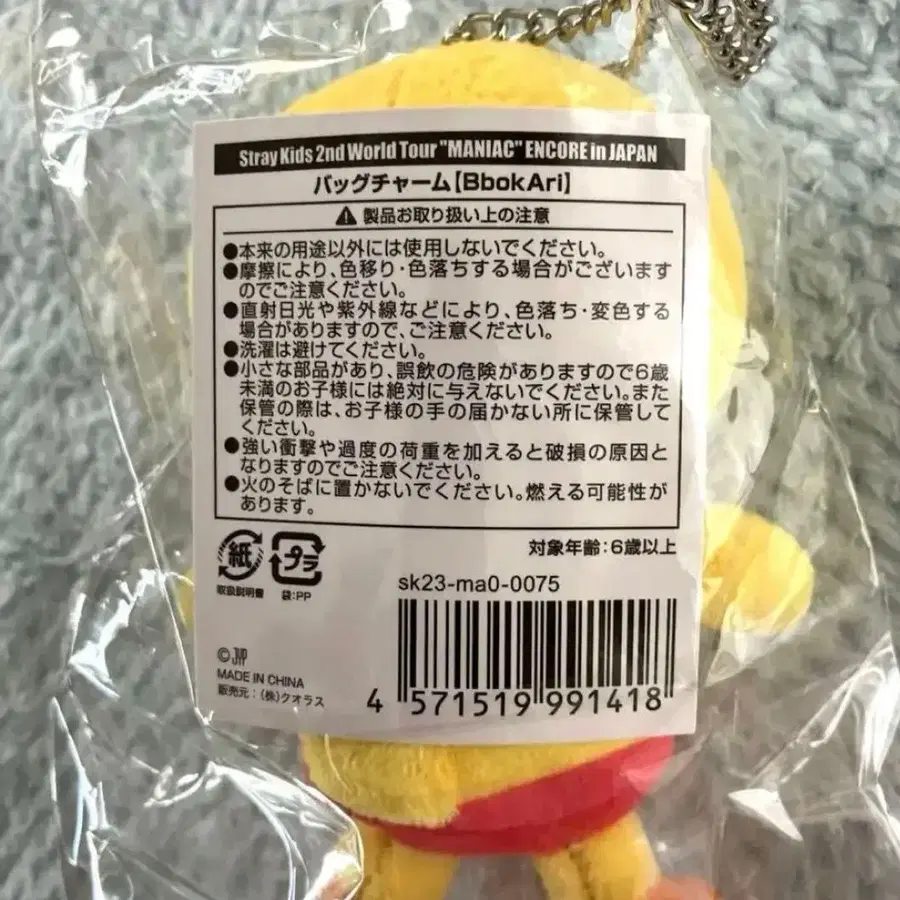 Stray Kids 2nd World Tour "MANIAC" ENCORE in JAPAN
バッグチャーム【BbokAri】
⚠ 製品お取り扱い上の注意
●本来の用途以外には使用しないでください。
●摩擦により、色移り・色落ちする場合がございます
のでご注意ください。
●直射日光や紫外線などにより、色落ち・変色する
場合がありますので、ご注意ください。
●洗濯は避けてください。
●小さな部品があり、誤飲の危険がありますので6歳
未満のお子様には絶対に与えないでください。また
保管の際は、お子様の手の届かない所に保管して
ください。
●強い衝撃や過度の荷重を加えると破損の原因と
なりますのでご注意ください。
●火のそばに置かないでください。燃える可能性が
あります。
対象年齢:6歳以上
紙 プラ
取扱説明書 袋:PP
sk23-ma0-0075
©JYP
MADE IN CHINA
販売元:(株)クオラス
4 571519 991418